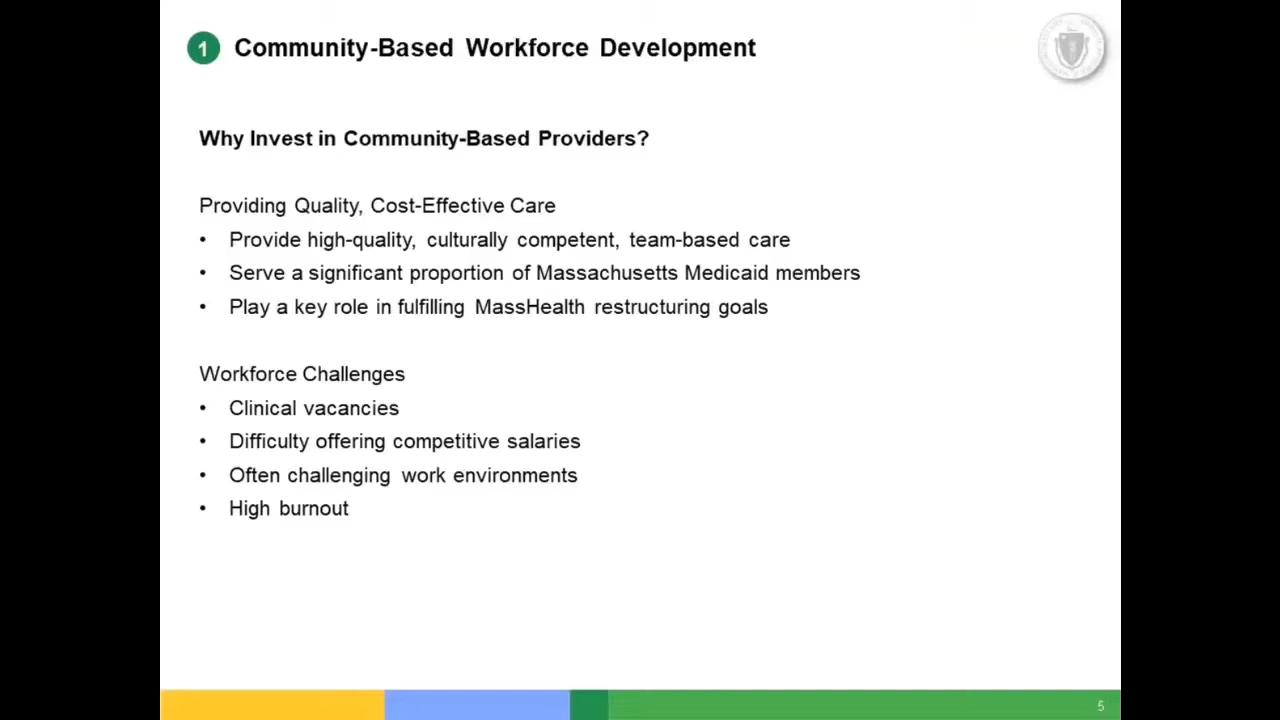 1 Community-Based Workforce Development
Why Invest in Community-Based Providers?
Providing Quality, Cost-Effective Care
• Provide high-quality, culturally competent, team-based care
• Serve a significant proportion of Massachusetts Medicaid members
• Play a key role in fulfilling MassHealth restructuring goals
Workforce Challenges
• Clinical vacancies
• Difficulty offering competitive salaries
• Often challenging work environments
• High burnout
5